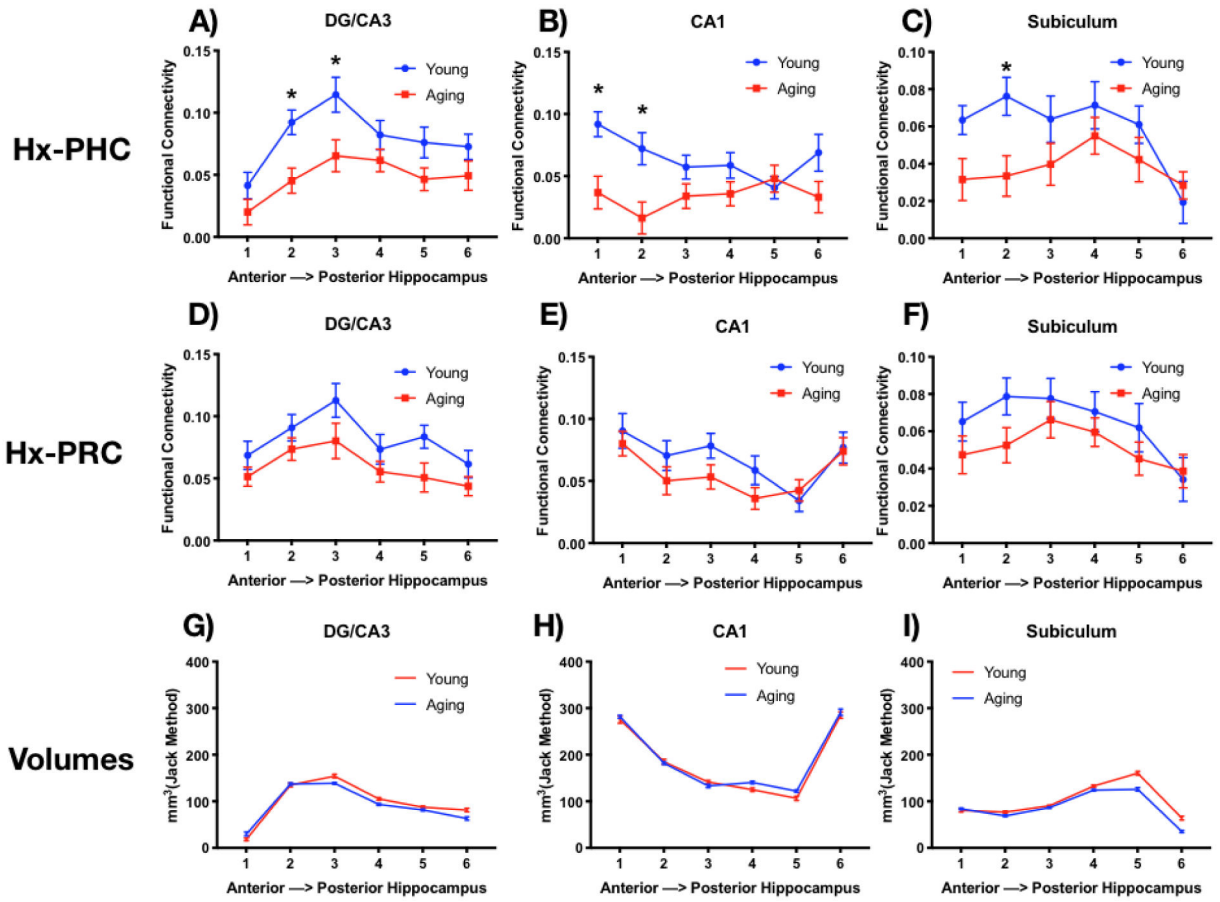 Hx-PHC
A)
DG/CA3
Functional Connectivity
0.15
0.10
0.05
0.00
*
*
Young
Aging
1 2 3 4 5 6
Anterior —> Posterior Hippocampus
B)
CA1
Functional Connectivity
0.15
0.10
0.05
0.00
*
*
Young
Aging
1 2 3 4 5 6
Anterior —> Posterior Hippocampus
C)
Subiculum
Functional Connectivity
0.10
0.08
0.06
0.04
0.02
0.00
*
Young
Aging
1 2 3 4 5 6
Anterior —> Posterior Hippocampus
Hx-PRC
D)
DG/CA3
Functional Connectivity
0.15
0.10
0.05
0.00
Young
Aging
1 2 3 4 5 6
Anterior —> Posterior Hippocampus
E)
CA1
Functional Connectivity
0.15
0.10
0.05
0.00
Young
Aging
1 2 3 4 5 6
Anterior —> Posterior Hippocampus
F)
Subiculum
Functional Connectivity
0.10
0.08
0.06
0.04
0.02
0.00
Young
Aging
1 2 3 4 5 6
Anterior —> Posterior Hippocampus
Volumes
G)
DG/CA3
mm³(Jack Method)
400
300
200
100
0
Young
Aging
1 2 3 4 5 6
Anterior —> Posterior Hippocampus
H)
CA1
mm³(Jack Method)
400
300
200
100
0
Young
Aging
1 2 3 4 5 6
Anterior —> Posterior Hippocampus
I)
Subiculum
mm³(Jack Method)
400
300
200
100
0
Young
Aging
1 2 3 4 5 6
Anterior —> Posterior Hippocampus